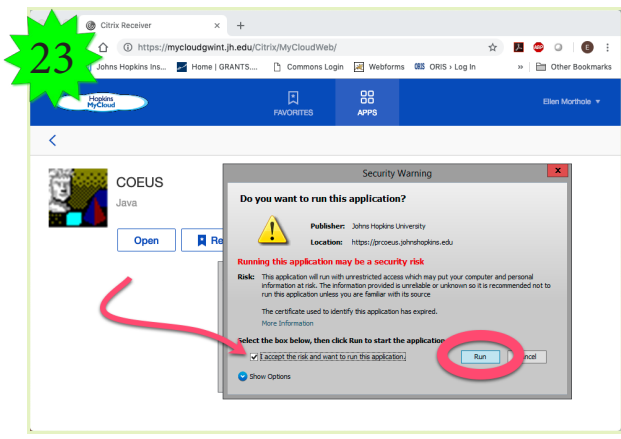 23
Citrix Receiver
https://mycloudgwint.jh.edu/Citrix/MyCloudWeb/
ABP
E
Johns Hopkins Ins...
Home | GRANTS....
Commons Login
Webforms
ORIS › Log In
»
Other Bookmarks
Hopkins
MyCloud
FAVORITES
APPS
Ellen Morthole
COEUS
Java
Open
Re
Security Warning
x
Do you want to run this application?
Publisher: Johns Hopkins University
Location: https://prcoeus.johnshopkins.edu
Running this application may be a security risk
Risk: This application will run with unrestricted access which may put your computer and personal
information at risk. The information provided is unreliable or unknown so it is recommended not to
run this application unless you are familiar with its source
The certificate used to identify this application has expired.
More Information
Select the box below, then click Run to start the application
I accept the risk and want to run this application.
Run
ancel
Show Options